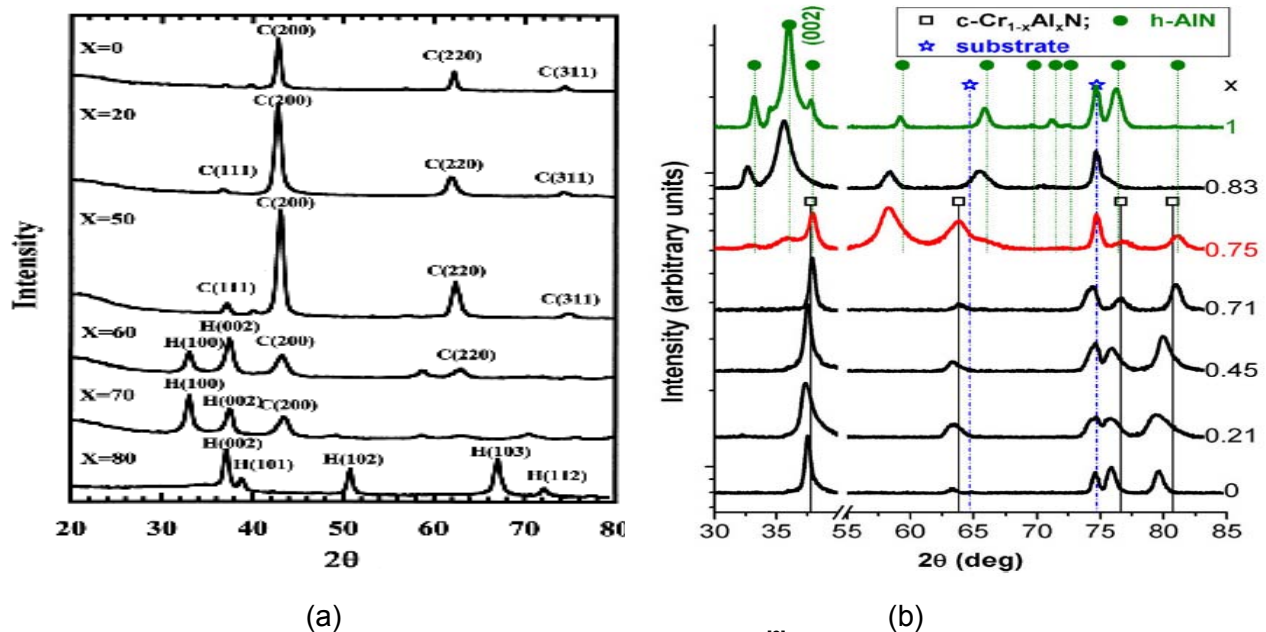 X=0
C(200)
C(220)
C(311)
X=20
C(200)
C(111)
C(220)
C(311)
X=50
C(200)
C(111)
C(220)
C(311)
X=60
H(002)
H(100)
C(200)
C(220)
X=70
H(100)
H(002)
C(200)
X=80
H(002)
H(101)
H(102)
H(103)
H(112)
Intensity
20 30 40 50 60 70 80
2θ
(a)
c-Cr1-xAlxN; h-AlN
substrate
(002)
x
1
0.83
0.75
0.71
0.45
0.21
0
Intensity (arbitrary units)
30 35 55 60 65 70 75 80 85
2θ (deg)
(b)